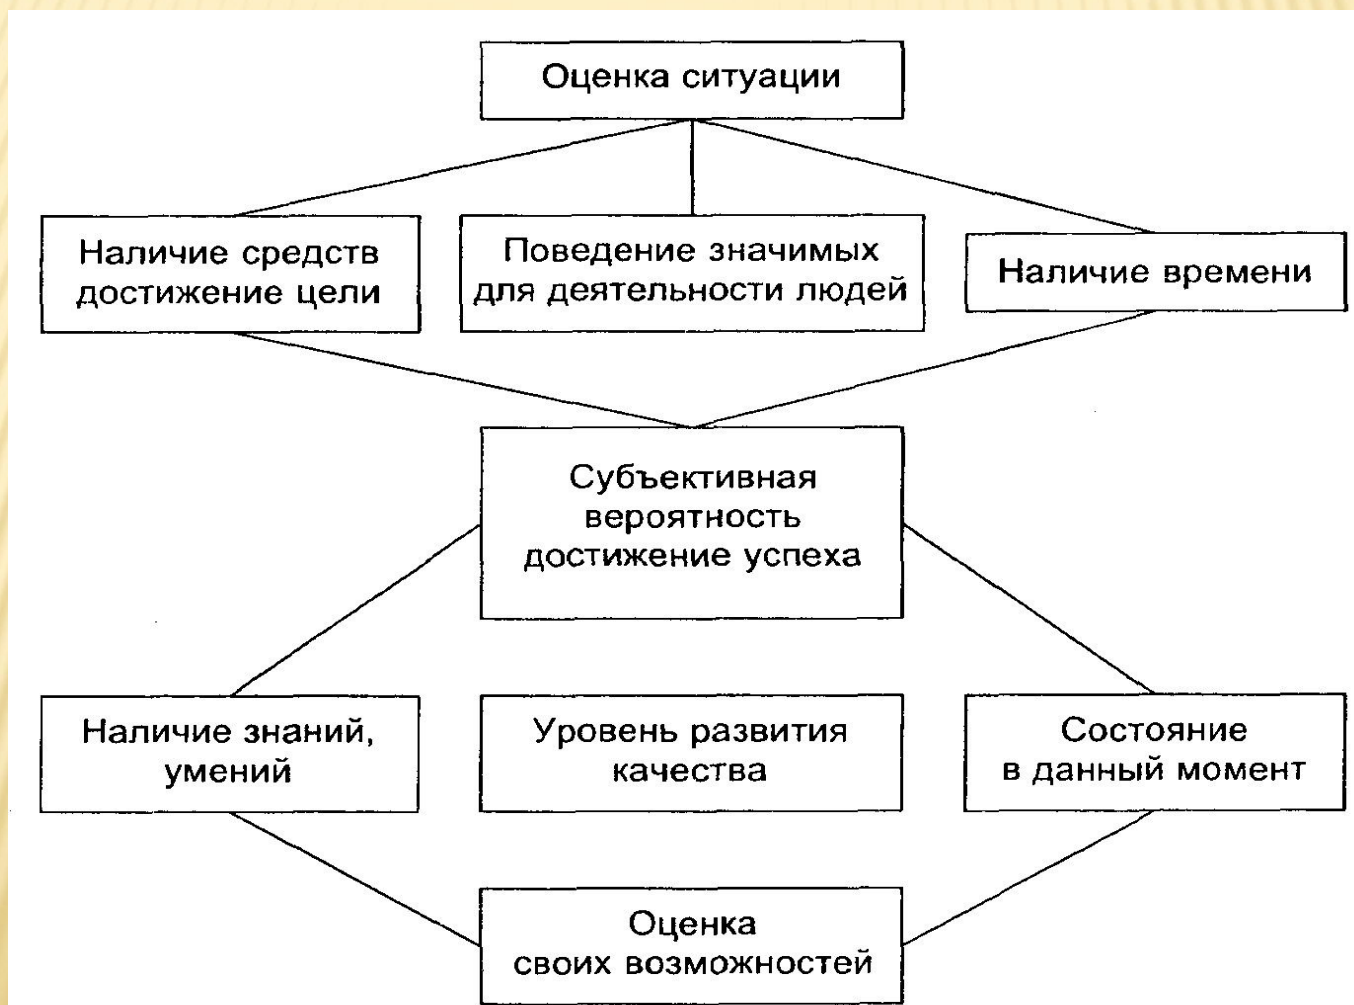 Оценка ситуации
Наличие средств
достижение цели
Поведение значимых
для деятельности людей
Наличие времени
Субъективная
вероятность
достижение успеха
Наличие знаний,
умений
Уровень развития
качества
Состояние
в данный момент
Оценка
своих возможностей